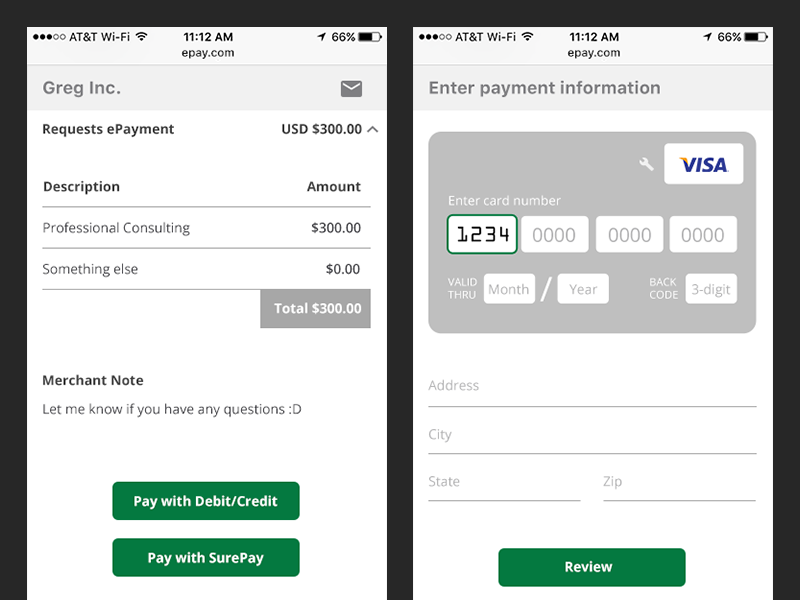 AT&T Wi-Fi 11:12 AM 66%
epay.com
Greg Inc.
Requests ePayment USD $300.00
Description Amount
Professional Consulting $300.00
Something else $0.00
Total $300.00
Merchant Note
Let me know if you have any questions :D
Pay with Debit/Credit
Pay with SurePay
AT&T Wi-Fi 11:12 AM 66%
epay.com
Enter payment information
VISA
Enter card number
1234 0000 0000 0000
VALID THRU Month / Year BACK CODE 3-digit
Address
City
State Zip
Review